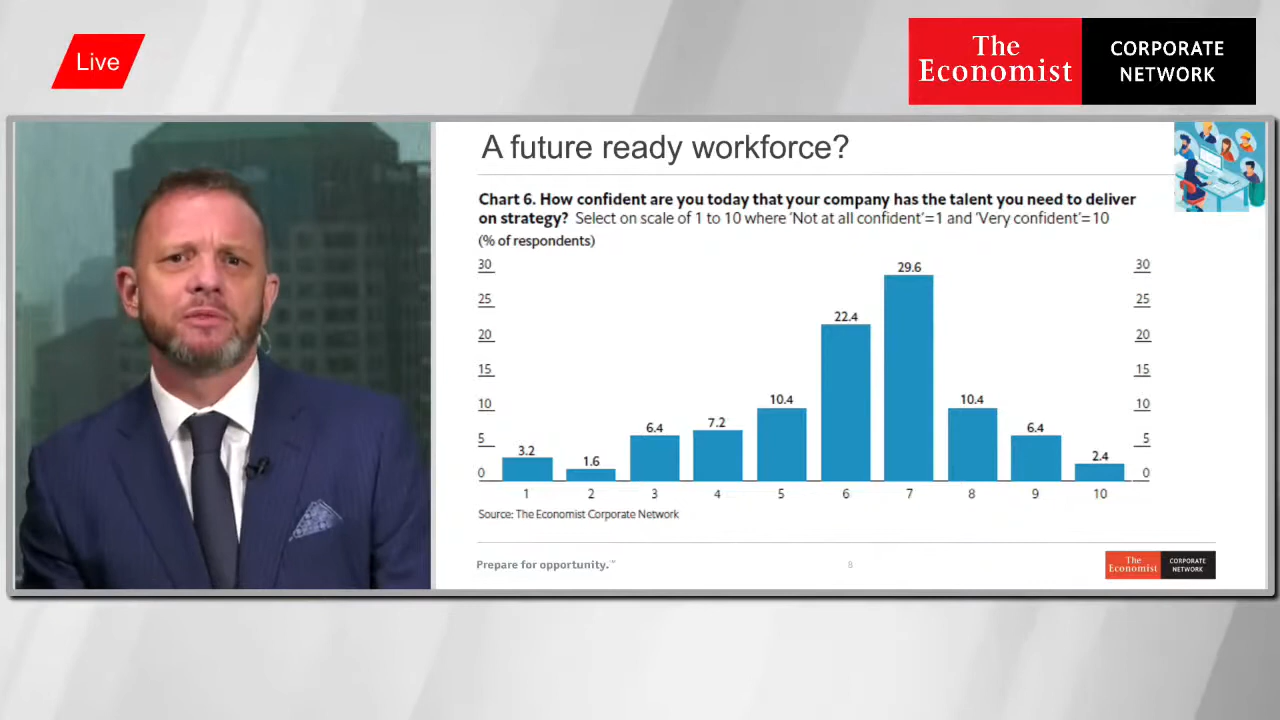 Live
The
Economist
CORPORATE
NETWORK
A future ready workforce?
Chart 6. How confident are you today that your company has the talent you need to deliver
on strategy? Select on scale of 1 to 10 where ‘Not at all confident’=1 and ‘Very confident’=10
(% of respondents)
30
25
20
15
10
5
0
3.2
1.6
6.4
7.2
10.4
22.4
29.6
10.4
6.4
2.4
30
25
20
15
10
5
0
1 2 3 4 5 6 7 8 9 10
Source: The Economist Corporate Network
Prepare for opportunity.™
8
The
Economist
CORPORATE
NETWORK